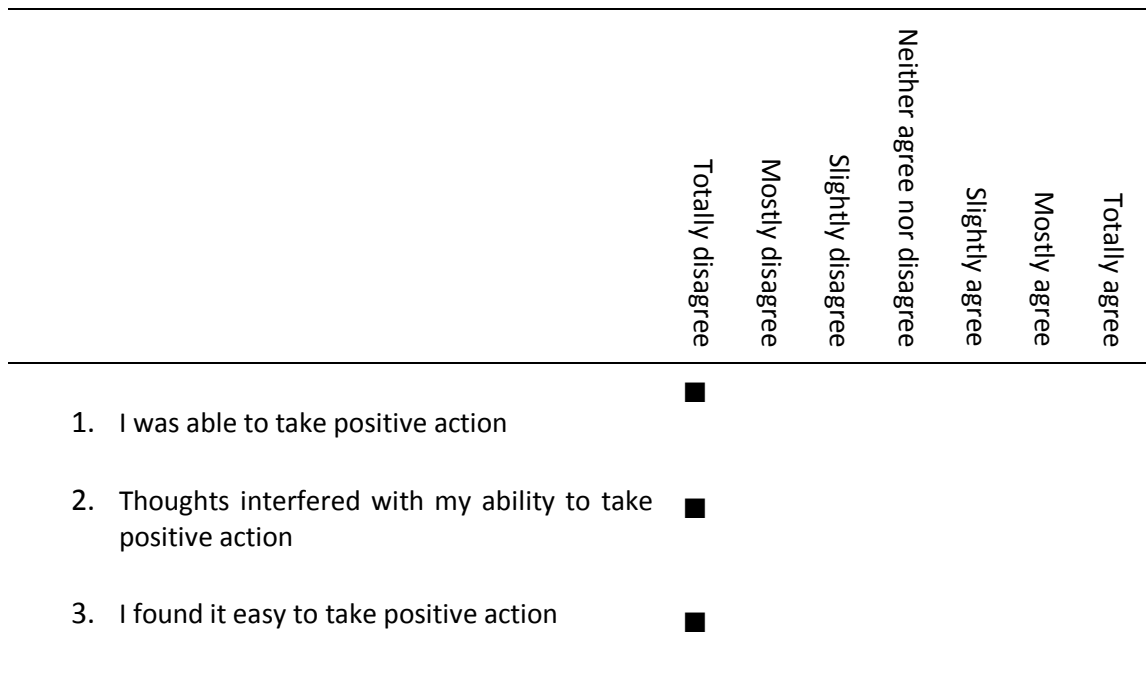 Totally disagree
Mostly disagree
Slightly disagree
Neither agree nor disagree
Slightly agree
Mostly agree
Totally agree
1. I was able to take positive action
2. Thoughts interfered with my ability to take
positive action
3. I found it easy to take positive action